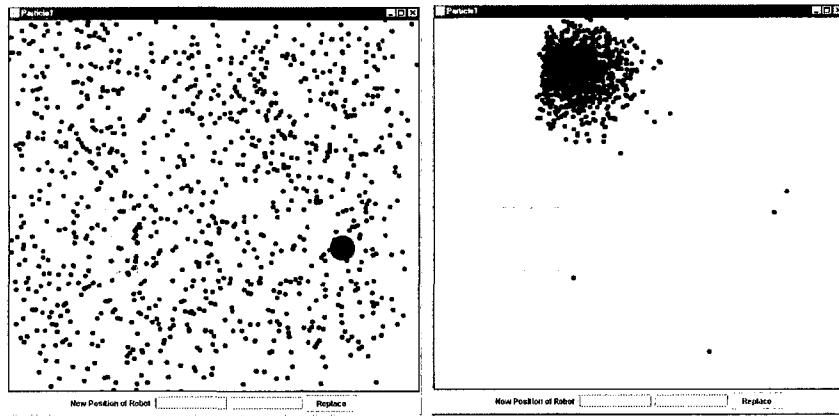 Particle1
Particle1
New Position of Robot Replace
New Position of Robot Replace